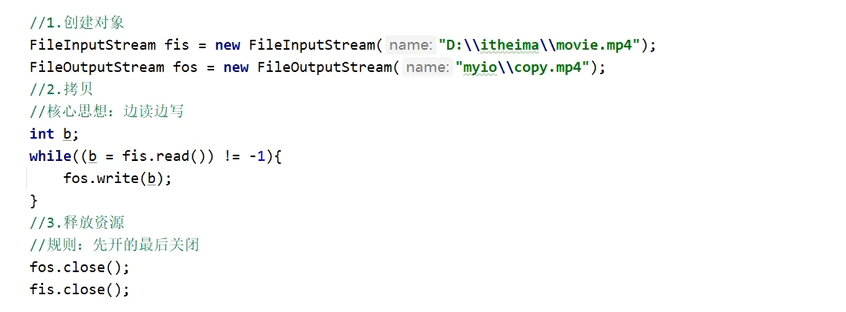 //1.创建对象
FileInputStream fis = new FileInputStream( name: "D:\\itheima\\movie.mp4");
FileOutputStream fos = new FileOutputStream( name: "myio\\copy.mp4");
//2.拷贝
//核心思想：边读边写
int b;
while((b = fis.read()) != -1){
    fos.write(b);
}
//3.释放资源
//规则：先开的最后关闭
fos.close();
fis.close();